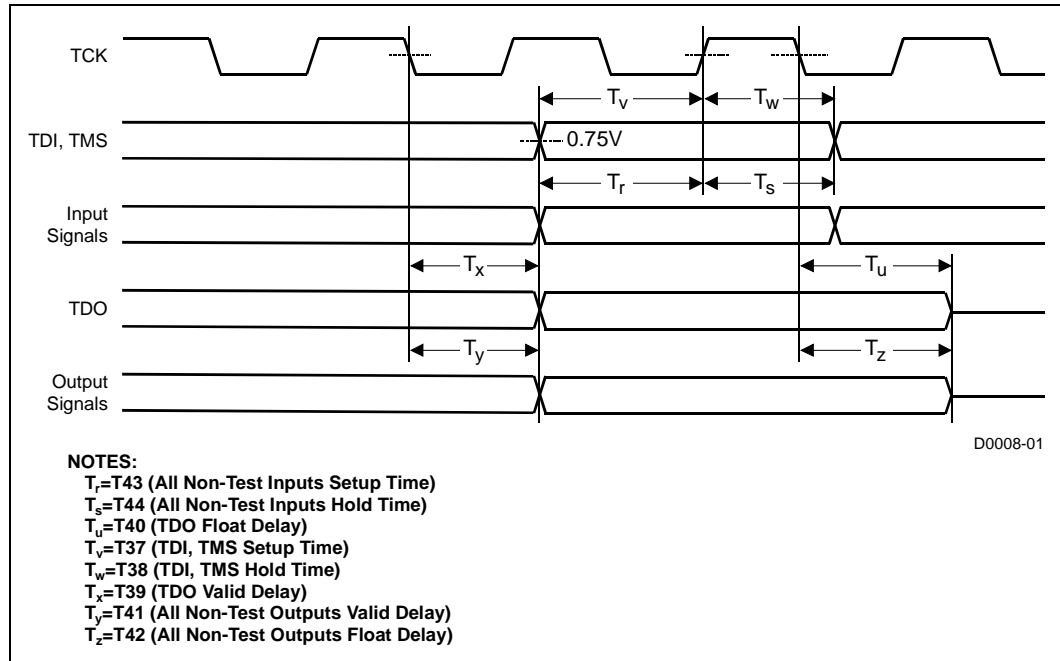 TCK
Tv Tw
TDI, TMS
0.75V
Tr Ts
Input
Signals
Tx Tu
TDO
Ty Tz
Output
Signals
D0008-01
NOTES:
Tr=T43 (All Non-Test Inputs Setup Time)
Ts=T44 (All Non-Test Inputs Hold Time)
Tu=T40 (TDO Float Delay)
Tv=T37 (TDI, TMS Setup Time)
Tw=T38 (TDI, TMS Hold Time)
Tx=T39 (TDO Valid Delay)
Ty=T41 (All Non-Test Outputs Valid Delay)
Tz=T42 (All Non-Test Outputs Float Delay)